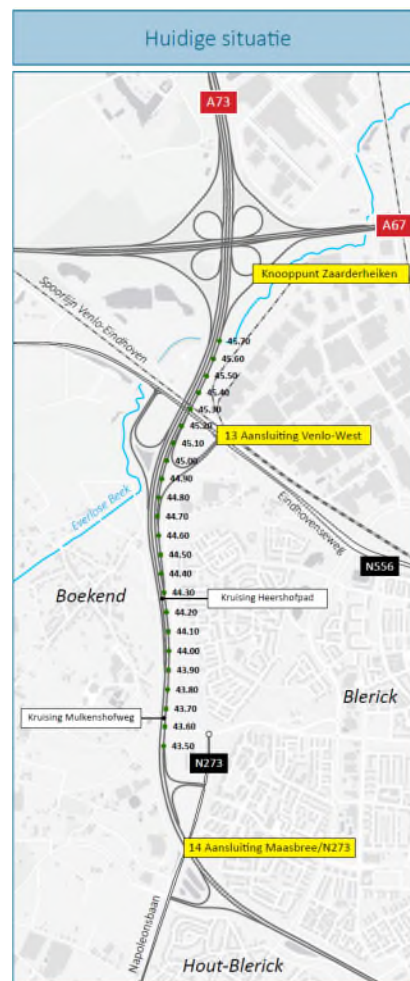 Huidige situatie
A73
A67
Knooppunt Zaarderheiken
Spoorlijn Venlo-Eindhoven
45.70
45.60
45.50
45.40
45.30
45.20
13 Aansluiting Venlo-West
45.10
45.00
44.90
44.80
Everlose Beek
Eindhovenseweg
44.70
44.60
44.50
N556
44.40
Boekend
44.30
Kruising Heershofpad
44.20
44.10
44.00
43.90
43.80
Blerick
43.70
Kruising Mulkenshofweg
43.60
43.50
N273
14 Aansluiting Maasbree/N273
Napoleonsbaan
Hout-Blerick